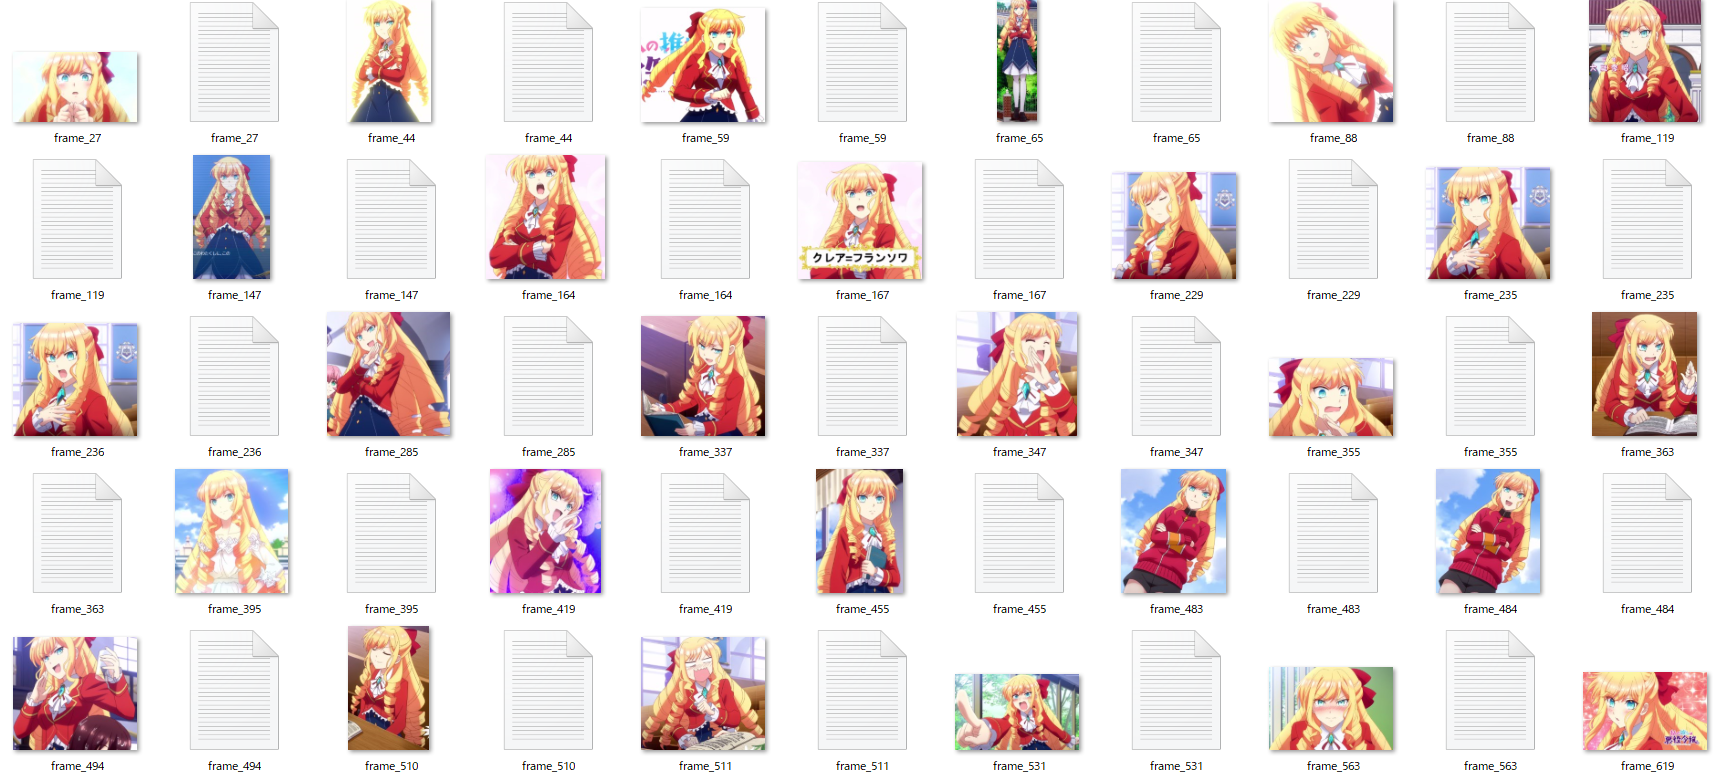 の推
frame_27
frame_27
frame_44
frame_44
frame_59
frame_59
frame_65
frame_65
frame_88
frame_88
frame_119
クレア=フランソワ
frame_119
frame_147
frame_147
frame_164
frame_164
frame_167
frame_167
frame_229
frame_229
frame_235
frame_235
frame_236
frame_236
frame_285
frame_285
frame_337
frame_337
frame_347
frame_347
frame_355
frame_355
frame_363
frame_363
frame_395
frame_395
frame_419
frame_419
frame_455
frame_455
frame_483
frame_483
frame_484
frame_484
frame_494
frame_494
frame_510
frame_510
frame_511
frame_511
frame_531
frame_531
frame_563
frame_563
frame_619